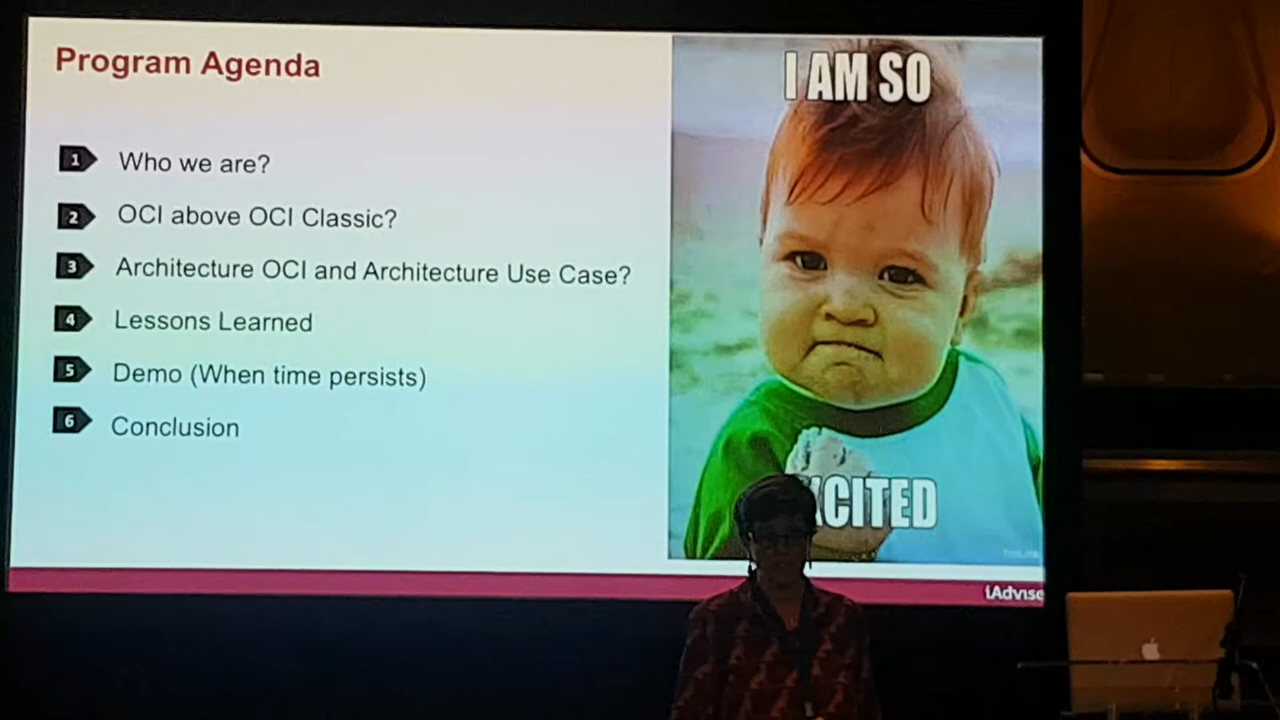 Program Agenda
1 Who we are?
2 OCI above OCI Classic?
3 Architecture OCI and Architecture Use Case?
4 Lessons Learned
5 Demo (When time persists)
6 Conclusion
I AM SO
XCITED
iAdvise